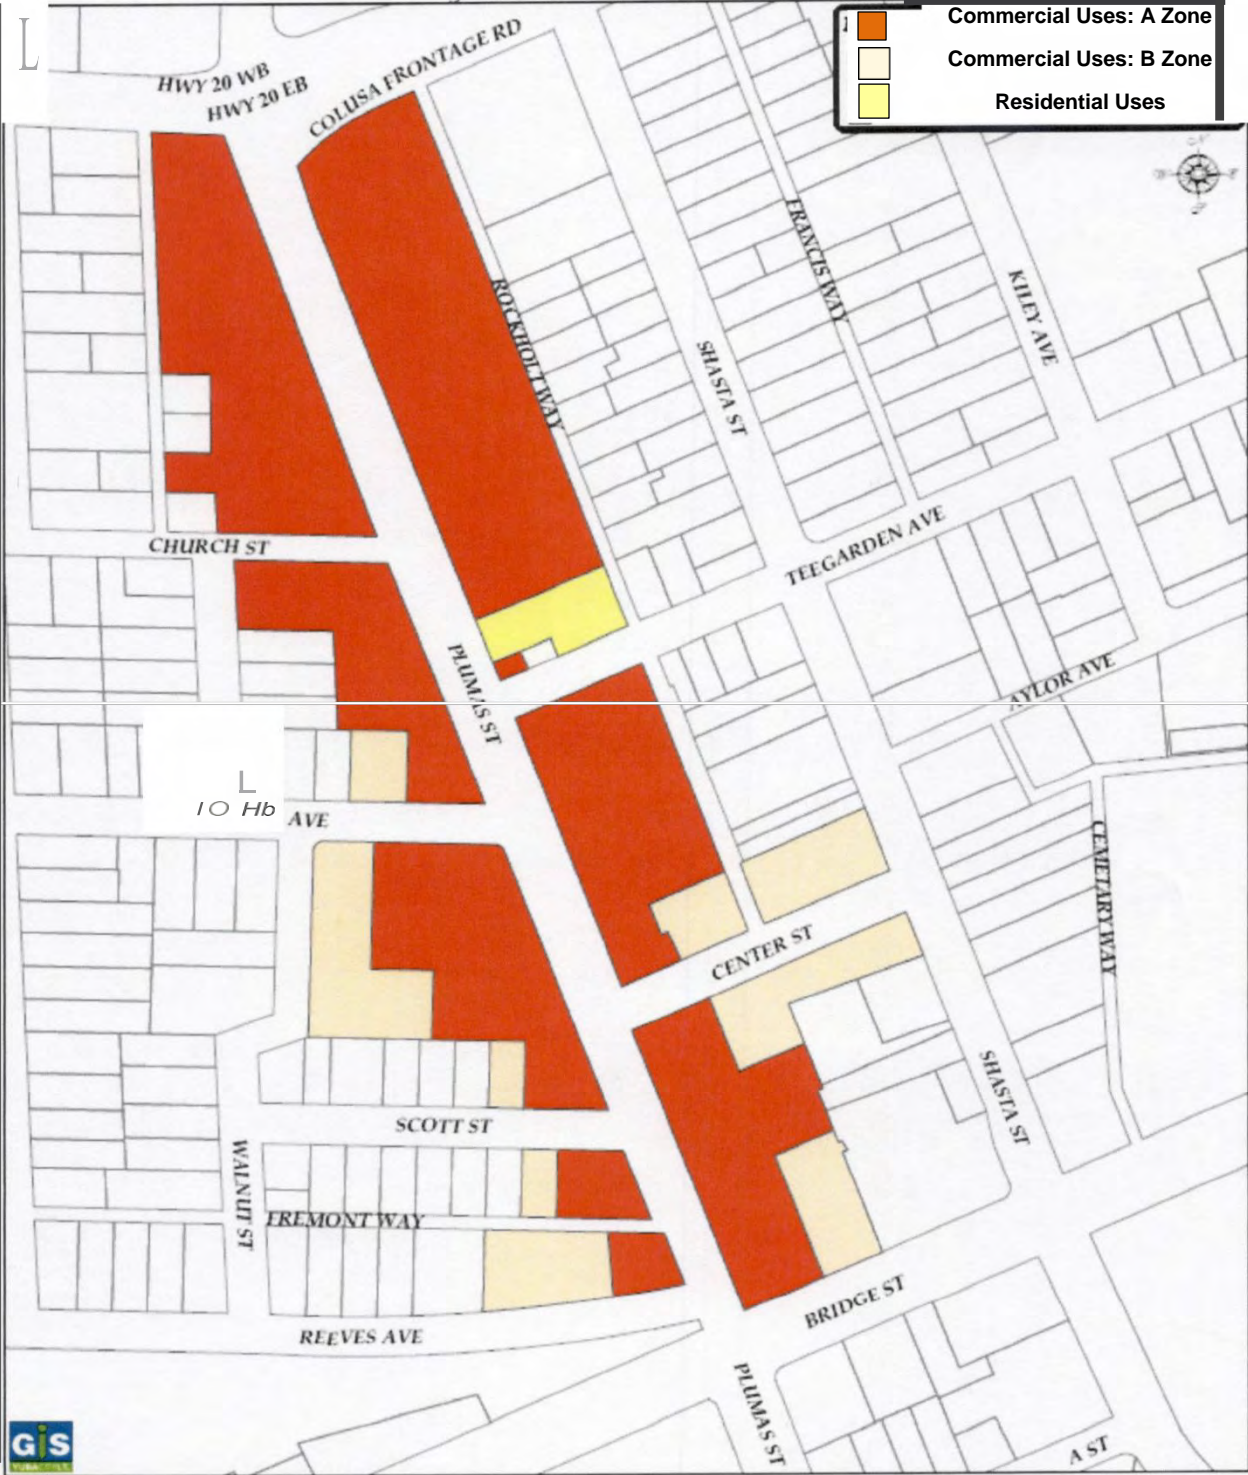 Commercial Uses: A Zone
Commercial Uses: B Zone
Residential Uses
L
HWY 20 WB
HWY 20 EB
COLUSA FRONTAGE RD
ROCKHOLT WAY
FRANCIS WAY
KILEY AVE
SHASTA ST
CHURCH ST
TEEGARDEN AVE
PLUMAS ST
AYLOR AVE
L
IO Hb
AVE
CEMETARY WAY
CENTER ST
SCOTT ST
SHASTA ST
WALNUT ST
FREMONT WAY
BRIDGE ST
REEVES AVE
PLUMAS ST
A ST
GiS